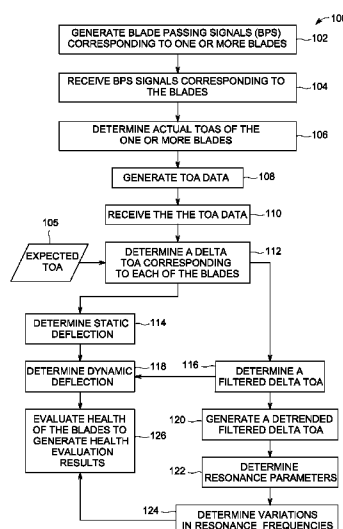 100
GENERATE BLADE PASSING SIGNALS (BPS)
CORRESPONDING TO ONE OR MORE BLADES
102
RECEIVE BPS SIGNALS CORRESPONDING TO
THE BLADES
104
DETERMINE ACTUAL TOAS OF THE
ONE OR MORE BLADES
106
GENERATE TOA DATA
108
RECEIVE THE THE TOA DATA
110
105
EXPECTED
TOA
DETERMINE A DELTA
TOA CORRESPONDING
TO EACH OF THE BLADES
112
DETERMINE STATIC
DEFLECTION
114
DETERMINE DYNAMIC
DEFLECTION
118
116
DETERMINE A
FILTERED DELTA TOA
EVALUATE HEALTH
OF THE BLADES TO
GENERATE HEALTH
EVALUATION
RESULTS
126
120
GENERATE A DETRENDED
FILTERED DELTA TOA
122
DETERMINE
RESONANCE PARAMETERS
124
DETERMINE VARIATIONS
IN RESONANCE FREQUENCIES